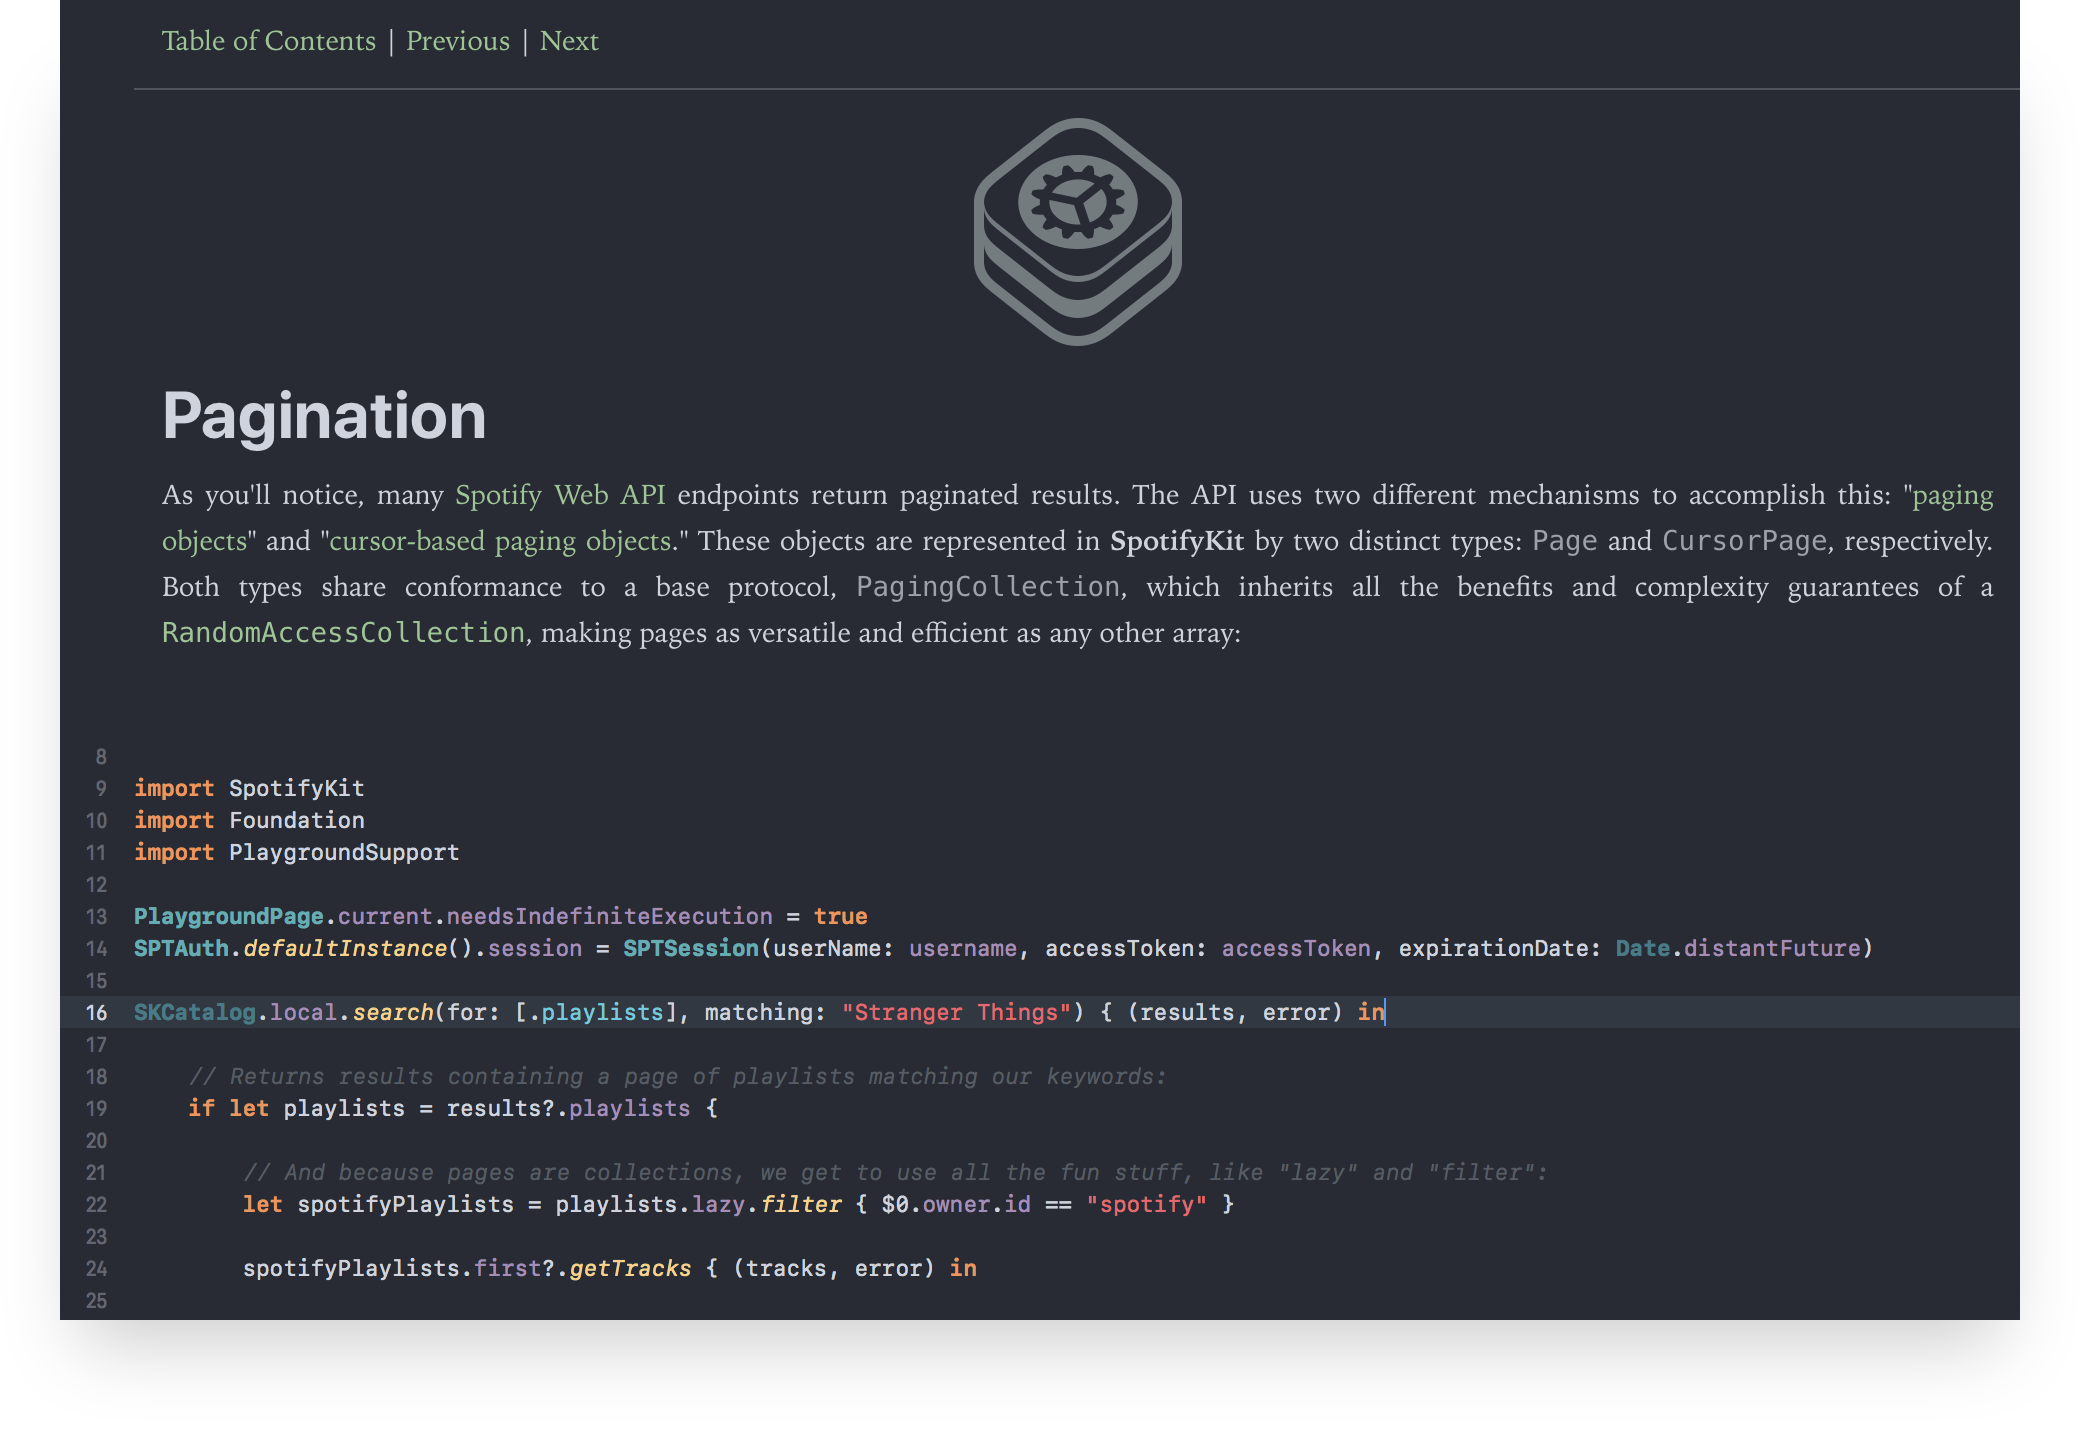 Table of Contents | Previous | Next
Pagination
As you'll notice, many Spotify Web API endpoints return paginated results. The API uses two different mechanisms to accomplish this: "paging
objects" and "cursor-based paging objects." These objects are represented in SpotifyKit by two distinct types: Page and CursorPage, respectively.
Both types share conformance to a base protocol, PagingCollection, which inherits all the benefits and complexity guarantees of a
RandomAccessCollection, making pages as versatile and efficient as any other array:
8
9 import SpotifyKit
10 import Foundation
11 import PlaygroundSupport
12
13 PlaygroundPage.current.needsIndefiniteExecution = true
14 SPTAuth.defaultInstance().session = SPTSession(userName: username, accessToken: accessToken, expirationDate: Date.distantFuture)
15
16 SKCatalog.local.search(for: [.playlists], matching: "Stranger Things") { (results, error) in
17
18 // Returns results containing a page of playlists matching our keywords:
19 if let playlists = results?.playlists {
20
21 // And because pages are collections, we get to use all the fun stuff, like "lazy" and "filter":
22 let spotifyPlaylists = playlists.lazy.filter { $0.owner.id == "spotify" }
23
24 spotifyPlaylists.first?.getTracks { (tracks, error) in
25